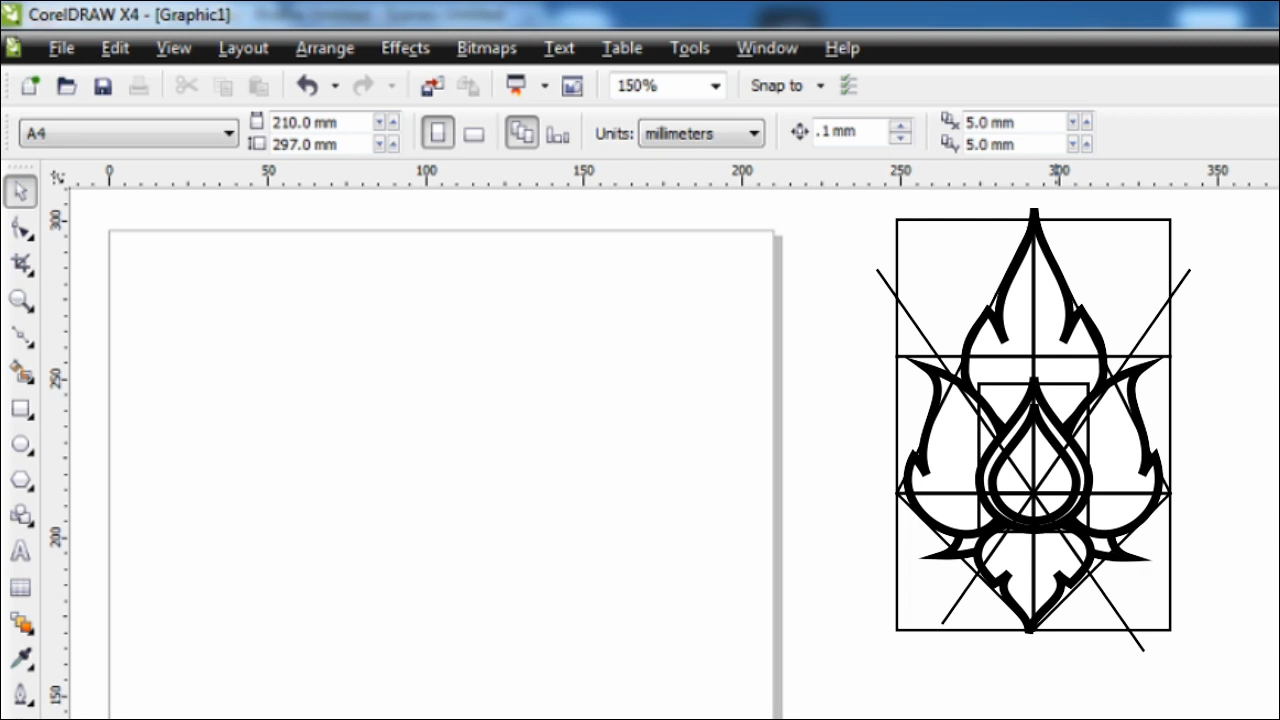 CorelDRAW X4 - [Graphic1]
File Edit View Layout Arrange Effects Bitmaps Text Table Tools Window Help
150% Snap to
A4 210.0 mm 297.0 mm Units: millimeters .1 mm 5.0 mm 5.0 mm
0 50 100 150 200 250 300 350
300
250
200
150